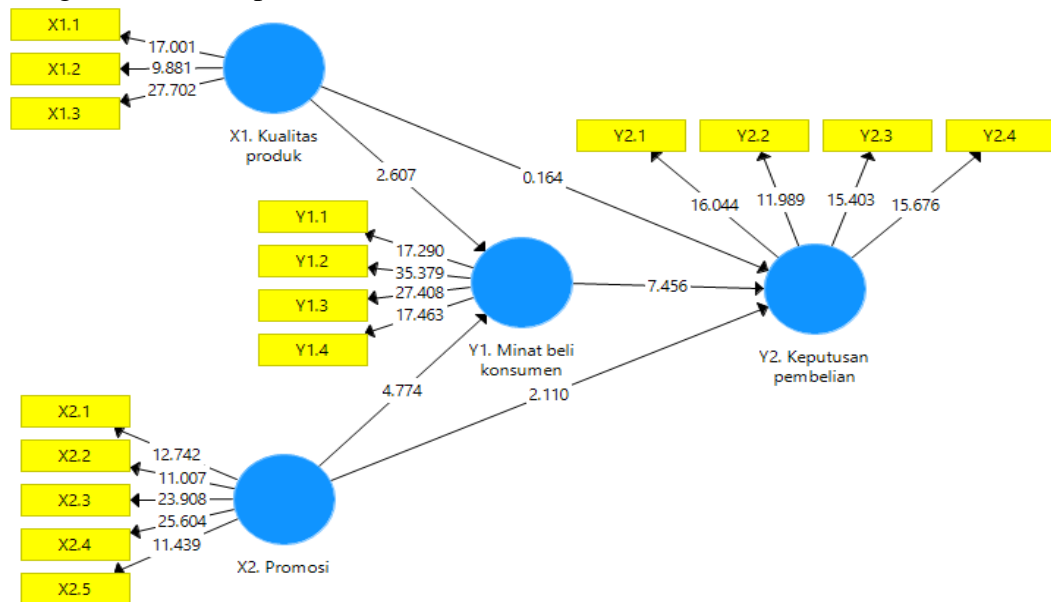 X1.1
X1.2
X1.3
17.001
9.881
27.702
X1. Kualitas
produk
2.607
0.164
Y2.1
Y2.2
Y2.3
Y2.4
16.044
11.989
15.403
15.676
Y1.1
Y1.2
Y1.3
Y1.4
17.290
35.379
27.408
17.463
7.456
Y1. Minat beli
konsumen
Y2. Keputusan
pembelian
4.774
2.110
X2.1
X2.2
X2.3
X2.4
X2.5
12.742
11.007
23.908
25.604
11.439
X2. Promosi